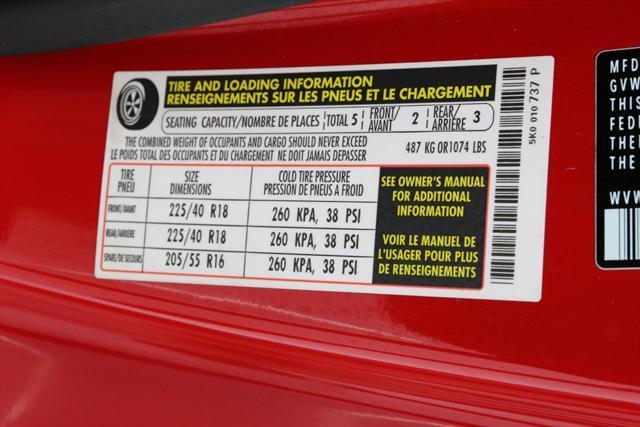 TIRE AND LOADING INFORMATION
RENSEIGNEMENTS SUR LES PNEUS ET LE CHARGEMENT
SEATING CAPACITY/NOMBRE DE PLACES TOTAL 5 FRONT/AVANT 2 REAR/ARRIÈRE 3
THE COMBINED WEIGHT OF OCCUPANTS AND CARGO SHOULD NEVER EXCEED
LE POIDS TOTAL DES OCCUPANTS ET DU CHARGEMENT NE DOIT JAMAIS DEPASSER
487 KG OR 1074 LBS
TIRE SIZE COLD TIRE PRESSURE
PNEU DIMENSIONS PRESSION DE PNEUS A FROID
FRONT/AVANT 225/40 R18 260 KPA, 38 PSI
REAR/ARRIERE 225/40 R18 260 KPA, 38 PSI
SPARE/DE SECOURS 205/55 R16 260 KPA, 38 PSI
SEE OWNER'S MANUAL
FOR ADDITIONAL
INFORMATION
VOIR LE MANUEL DE
L'USAGER POUR PLUS
DE RENSEIGNEMENTS
5K0 010 737 P
MFD
GVW
THIS
FEDE
THE
THE
WVW